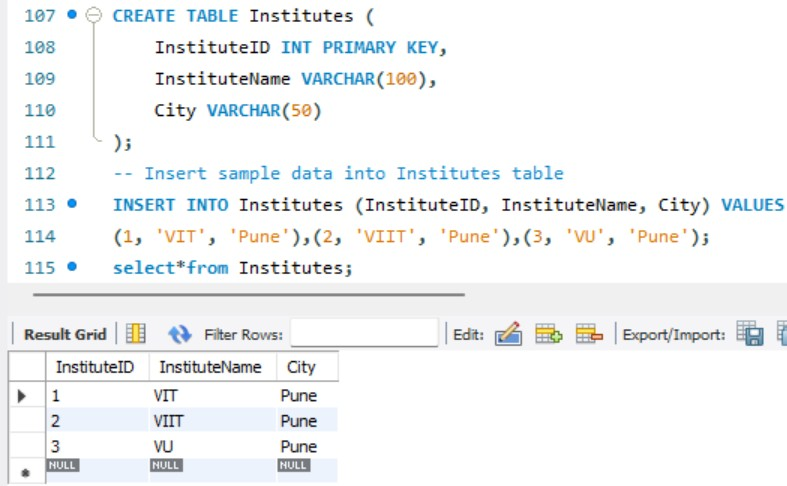 107 CREATE TABLE Institutes (
108 InstituteID INT PRIMARY KEY,
109 InstituteName VARCHAR(100),
110 City VARCHAR(50)
111 );
112 -- Insert sample data into Institutes table
113 INSERT INTO Institutes (InstituteID, InstituteName, City) VALUES
114 (1, 'VIT', 'Pune'),(2, 'VIIT', 'Pune'),(3, 'VU', 'Pune');
115 select*from Institutes;
Result Grid Filter Rows: Edit: Export/Import:
InstituteID InstituteName City
1 VIT Pune
2 VIIT Pune
3 VU Pune
NULL NULL NULL